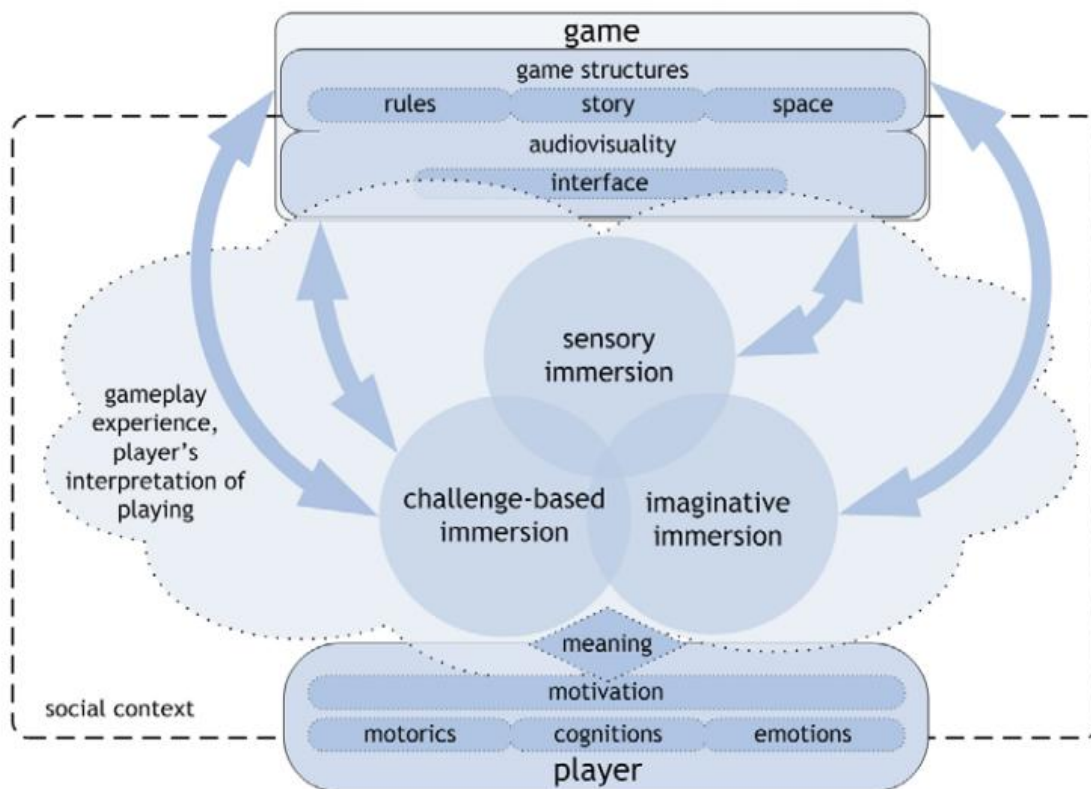 game
game structures
rules story space
audiovisuality
interface
sensory
immersion
gameplay
experience,
player's
interpretation of
playing
challenge-based
immersion
imaginative
immersion
meaning
motivation
social context
motorics cognitions emotions
player